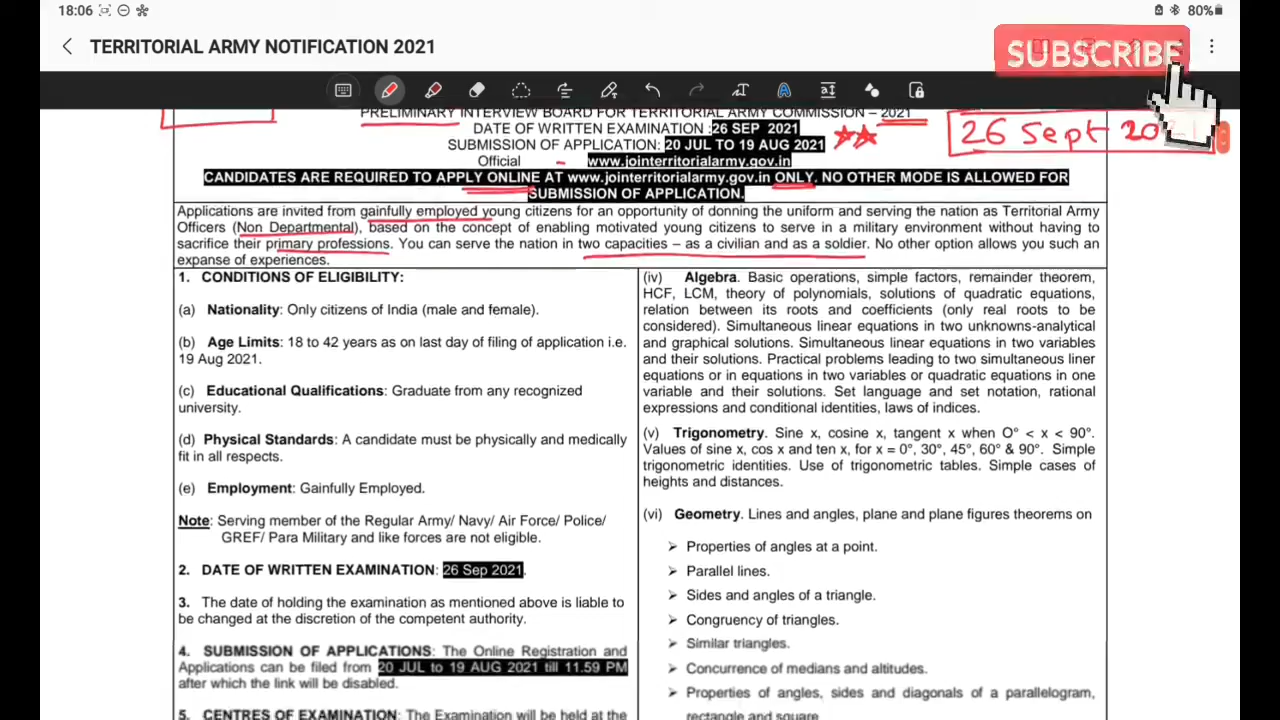 18:06
80%
TERRITORIAL ARMY NOTIFICATION 2021
SUBSCRIBE
PRELIMINARY INTERVIEW BOARD FOR TERRITORIAL ARMY COMMISSION – 2021
DATE OF WRITTEN EXAMINATION :26 SEP 2021
26 Sept 2021
SUBMISSION OF APPLICATION: 20 JUL TO 19 AUG 2021
Official – www.jointerritorialarmy.gov.in
CANDIDATES ARE REQUIRED TO APPLY ONLINE AT www.jointerritorialarmy.gov.in ONLY, NO OTHER MODE IS ALLOWED FOR
SUBMISSION OF APPLICATION.
Applications are invited from gainfully employed young citizens for an opportunity of donning the uniform and serving the nation as Territorial Army
Officers (Non Departmental), based on the concept of enabling motivated young citizens to serve in a military environment without having to
sacrifice their primary professions. You can serve the nation in two capacities – as a civilian and as a soldier. No other option allows you such an
expanse of experiences.
1. CONDITIONS OF ELIGIBILITY:
(a) Nationality: Only citizens of India (male and female).
(b) Age Limits: 18 to 42 years as on last day of filing of application i.e.
19 Aug 2021.
(c) Educational Qualifications: Graduate from any recognized
university.
(d) Physical Standards: A candidate must be physically and medically
fit in all respects.
(e) Employment: Gainfully Employed.
Note: Serving member of the Regular Army/ Navy/ Air Force/ Police/
GREF/ Para Military and like forces are not eligible.
2. DATE OF WRITTEN EXAMINATION: 26 Sep 2021.
3. The date of holding the examination as mentioned above is liable to
be changed at the discretion of the competent authority.
4. SUBMISSION OF APPLICATIONS: The Online Registration and
Applications can be filed from 20 JUL to 19 AUG 2021 till 11.59 PM
after which the link will be disabled.
5. CENTRES OF EXAMINATION: The Examination will be held at the
(iv) Algebra. Basic operations, simple factors, remainder theorem,
HCF, LCM, theory of polynomials, solutions of quadratic equations,
relation between its roots and coefficients (only real roots to be
considered). Simultaneous linear equations in two unknowns-analytical
and graphical solutions. Simultaneous linear equations in two variables
and their solutions. Practical problems leading to two simultaneous liner
equations or in equations in two variables or quadratic equations in one
variable and their solutions. Set language and set notation, rational
expressions and conditional identities, laws of indices.
(v) Trigonometry. Sine x, cosine x, tangent x when O° < x < 90°.
Values of sine x, cos x and ten x, for x = 0°, 30°, 45°, 60° & 90°. Simple
trigonometric identities. Use of trigonometric tables. Simple cases of
heights and distances.
(vi) Geometry. Lines and angles, plane and plane figures theorems on
➢ Properties of angles at a point.
➢ Parallel lines.
➢ Sides and angles of a triangle.
➢ Congruency of triangles.
➢ Similar triangles.
➢ Concurrence of medians and altitudes.
➢ Properties of angles, sides and diagonals of a parallelogram,
rectangle and square.